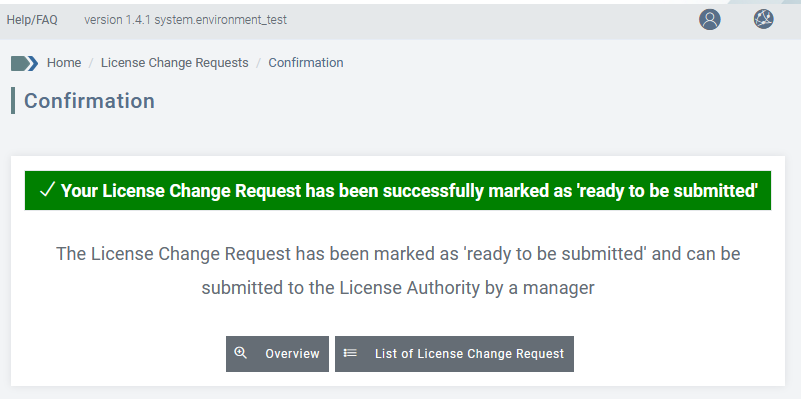 Help/FAQ version 1.4.1 system.environment_test
Home / License Change Requests / Confirmation
Confirmation
Your License Change Request has been successfully marked as 'ready to be submitted'
The License Change Request has been marked as 'ready to be submitted' and can be
submitted to the License Authority by a manager
Overview List of License Change Request